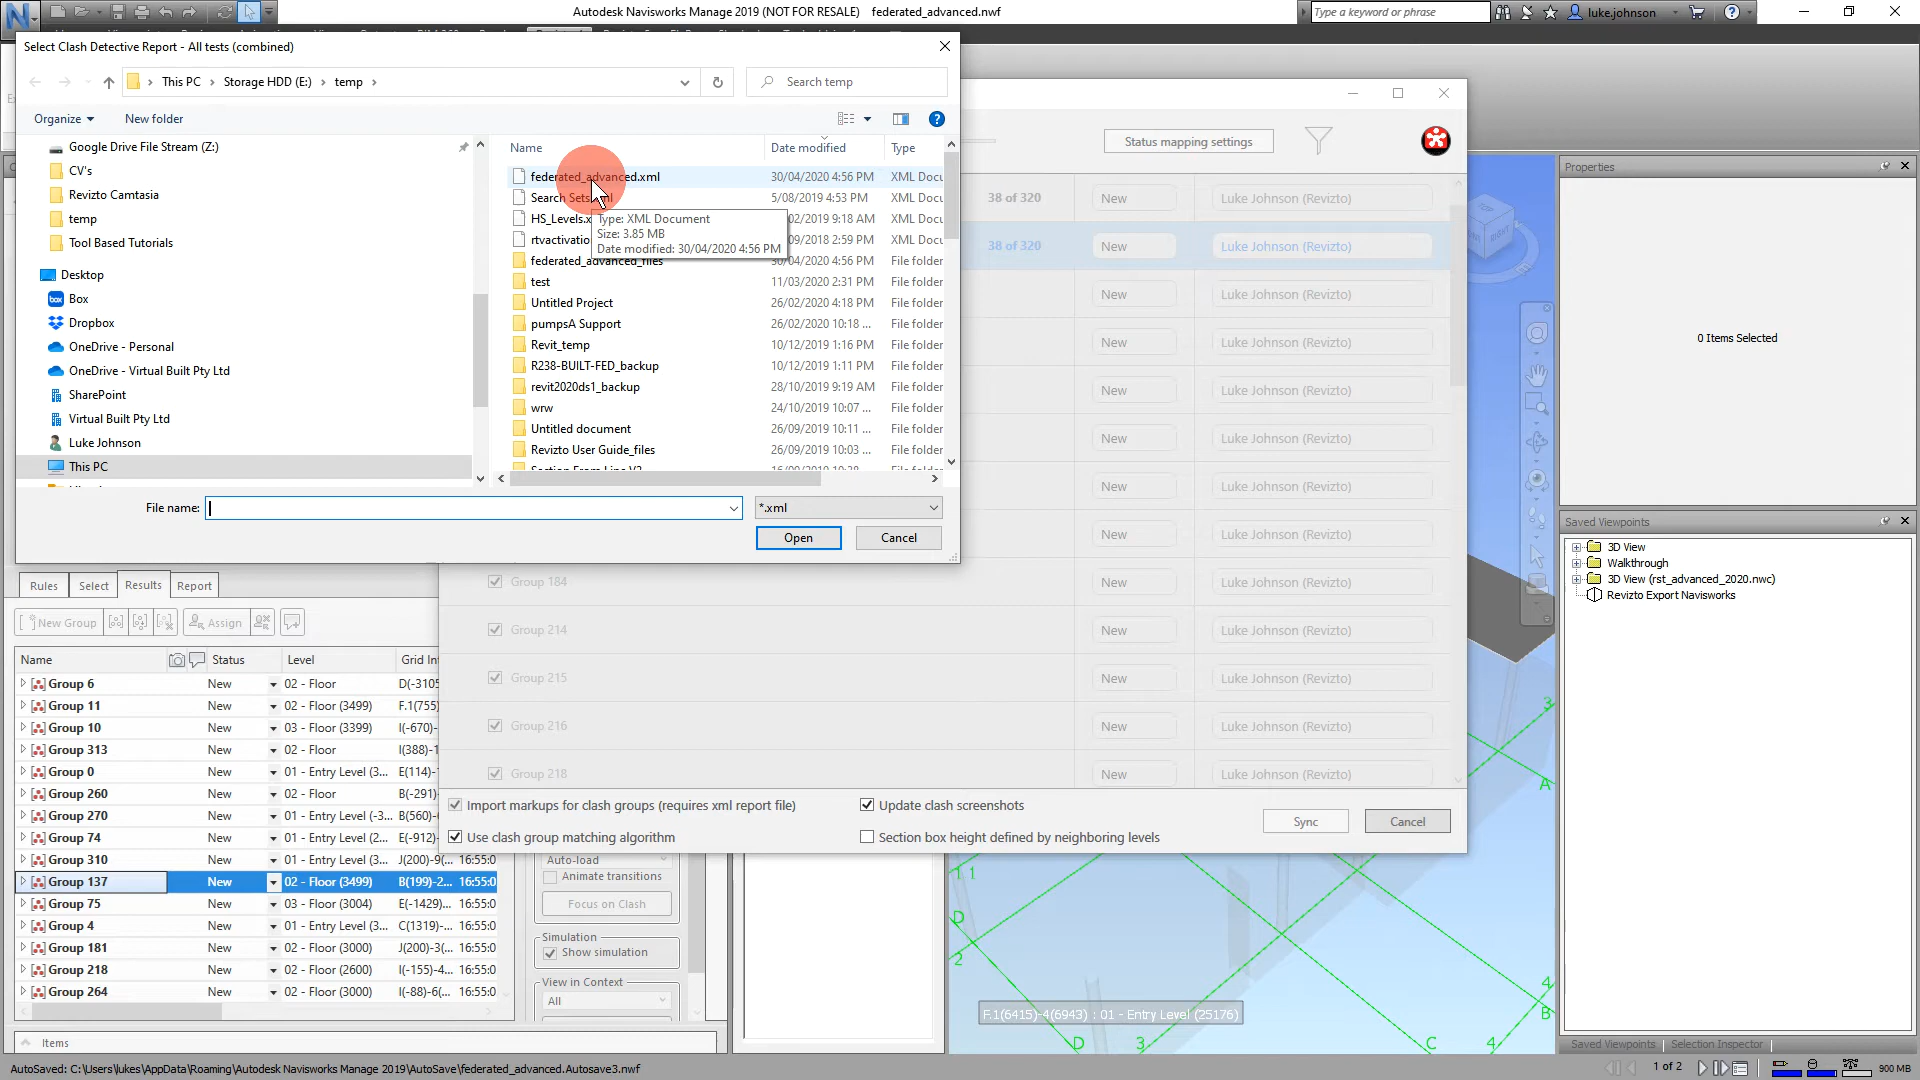 Autodesk Navisworks Manage 2019 (NOT FOR RESALE)    federated_advanced.nwf
Type a keyword or phrase
luke.johnson
Select Clash Detective Report - All tests (combined)
This PC > Storage HDD (E:) > temp >
Search temp
Organize
New folder
Name Date modified Type
Google Drive File Stream (Z:)
CV's
Revizto Camtasia
temp
Tool Based Tutorials
Desktop
Box
Dropbox
OneDrive - Personal
OneDrive - Virtual Built Pty Ltd
SharePoint
Virtual Built Pty Ltd
Luke Johnson
This PC
federated_advanced.xml 30/04/2020 4:56 PM XML Docu
Search Sets.xml 5/08/2019 4:53 PM XML Docu
HS_Levels.x 02/2019 9:18 AM XML Docu
rtvactivatio 09/2018 2:59 PM XML Docu
Type: XML Document
Size: 3.85 MB
Date modified: 30/04/2020 4:56 PM
federated_advanced_files 30/04/2020 4:56 PM File folder
test 11/03/2020 2:31 PM File folder
Untitled Project 26/02/2020 4:18 PM File folder
pumpsA Support 26/02/2020 10:18 ... File folder
Revit_temp 10/12/2019 1:16 PM File folder
R238-BUILT-FED_backup 10/12/2019 1:11 PM File folder
revit2020ds1_backup 28/10/2019 9:19 AM File folder
wrw 24/10/2019 10:07 ... File folder
Untitled document 26/09/2019 10:11 ... File folder
Revizto User Guide_files 26/09/2019 10:03 ... File folder
File name:
*.xml
Open
Cancel
Status mapping settings
38 of 320 New Luke Johnson (Revizto)
38 of 320 New Luke Johnson (Revizto)
New Luke Johnson (Revizto)
New Luke Johnson (Revizto)
New Luke Johnson (Revizto)
New Luke Johnson (Revizto)
New Luke Johnson (Revizto)
New Luke Johnson (Revizto)
Group 184 New Luke Johnson (Revizto)
Group 214 New Luke Johnson (Revizto)
Group 215 New Luke Johnson (Revizto)
Group 216 New Luke Johnson (Revizto)
Group 218 New Luke Johnson (Revizto)
Import markups for clash groups (requires xml report file)
Update clash screenshots
Use clash group matching algorithm
Section box height defined by neighboring levels
Sync
Cancel
Rules Select Results Report
New Group
Assign
Name Status Level Grid Int
Group 6 New 02 - Floor D(-3105
Group 11 New 02 - Floor (3499) F.1(755)
Group 10 New 03 - Floor (3399) I(-670)-
Group 313 New 02 - Floor I(388)-1
Group 0 New 01 - Entry Level (3... E(114)-
Group 260 New 02 - Floor B(-291)
Group 270 New 01 - Entry Level (-3... B(560)-
Group 74 New 01 - Entry Level (2... E(-912)-
Group 310 New 01 - Entry Level (3... J(200)-9(... 16:55:0
Group 137 New 02 - Floor (3499) B(199)-2... 16:55:0
Group 75 New 03 - Floor (3004) E(-1429)... 16:55:0
Group 4 New 01 - Entry Level (3... C(1319)-... 16:55:0
Group 181 New 02 - Floor (3000) J(200)-3(... 16:55:0
Group 218 New 02 - Floor (2600) I(-155)-4... 16:55:0
Group 264 New 02 - Floor (3000) I(-88)-6(... 16:55:0
Items
Auto-load
Animate transitions
Focus on Clash
Simulation
Show simulation
View in Context
All
RIGHT
1 1
D
2
F.1(6415)-4(6943) : 01 - Entry Level (25176)
D
3
C
4
3
A
4
B
Properties
0 Items Selected
Saved Viewpoints
3D View
Walkthrough
3D View (rst_advanced_2020.nwc)
Revizto Export Navisworks
Saved Viewpoints Selection Inspector
AutoSaved: C:\Users\lukes\AppData\Roaming\Autodesk Navisworks Manage 2019\AutoSave\federated_advanced.Autosave3.nwf
1 of 2
900 MB